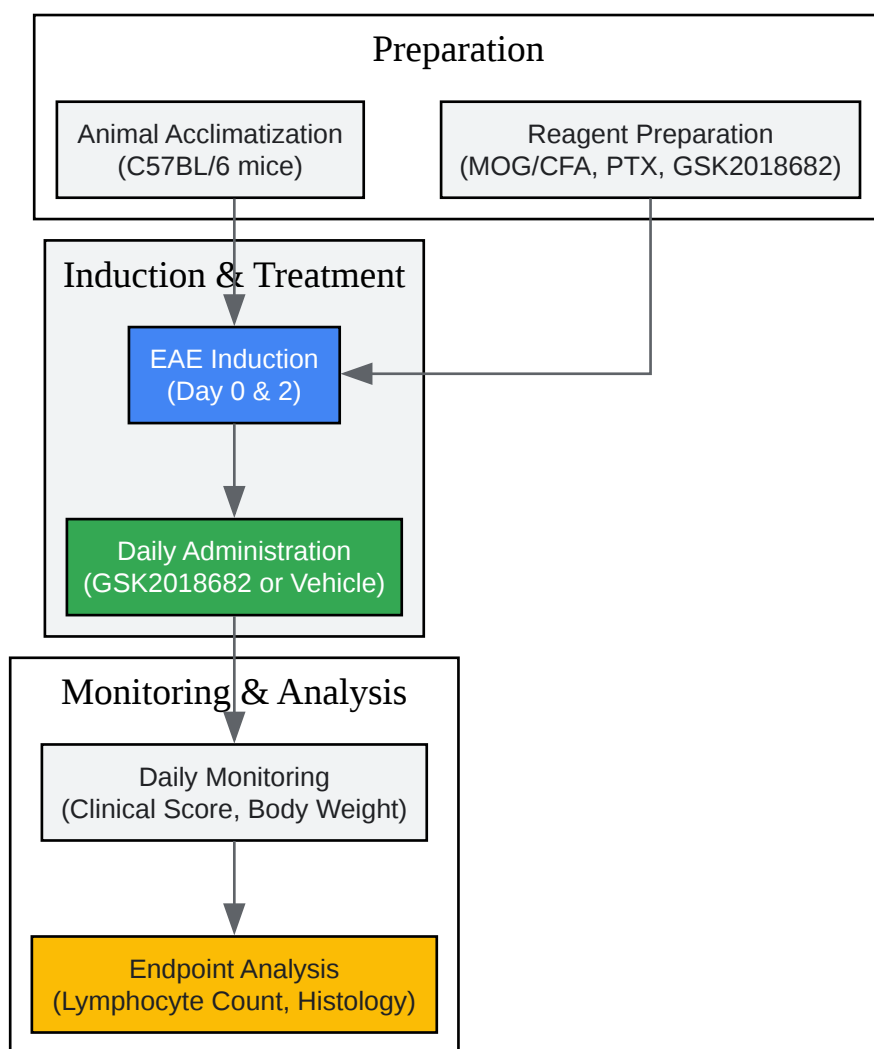 Preparation
Animal Acclimatization
(C57BL/6 mice)
Reagent Preparation
(MOG/CFA, PTX, GSK2018682)
Induction & Treatment
EAE Induction
(Day 0 & 2)
Daily Administration
(GSK2018682 or Vehicle)
Monitoring & Analysis
Daily Monitoring
(Clinical Score, Body Weight)
Endpoint Analysis
(Lymphocyte Count, Histology)